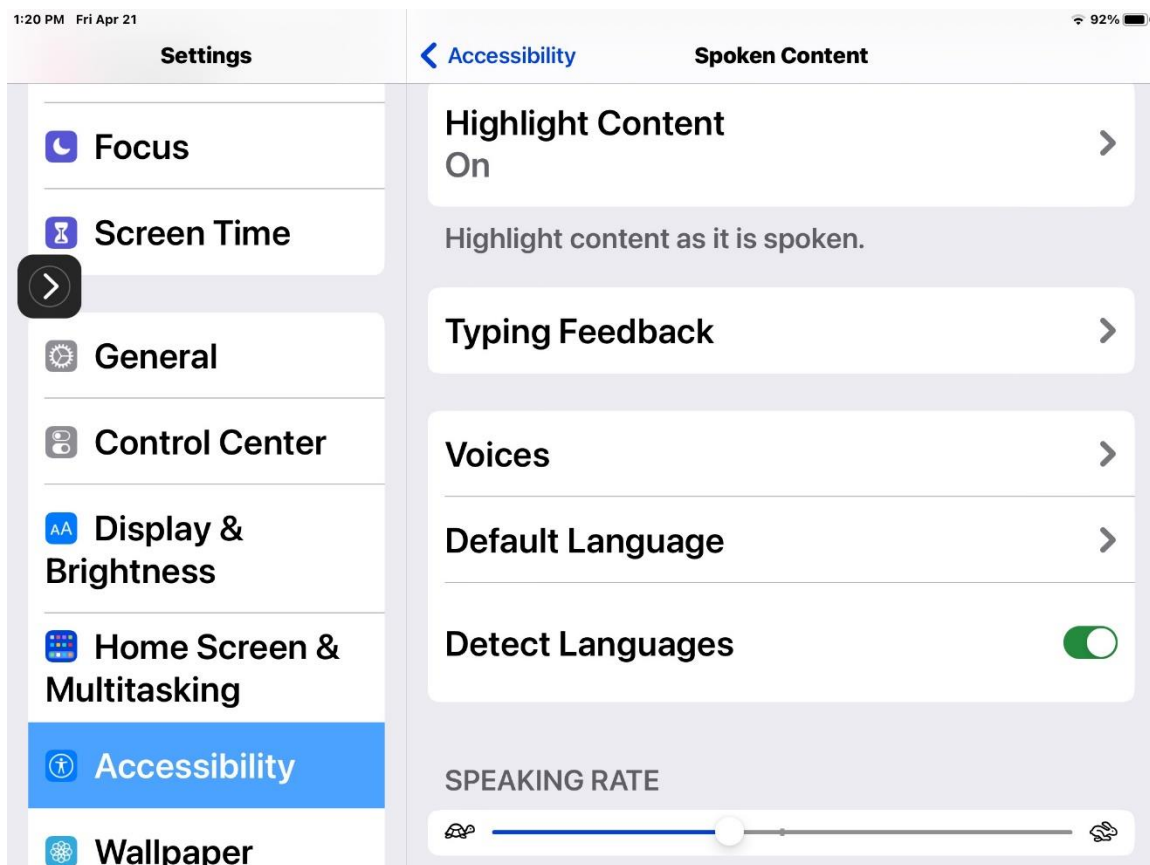 1:20 PM Fri Apr 21
92%
Settings
Focus
Screen Time
General
Control Center
Display &
Brightness
Home Screen &
Multitasking
Accessibility
Wallpaper
Accessibility
Spoken Content
Highlight Content
On
Highlight content as it is spoken.
Typing Feedback
Voices
Default Language
Detect Languages
SPEAKING RATE